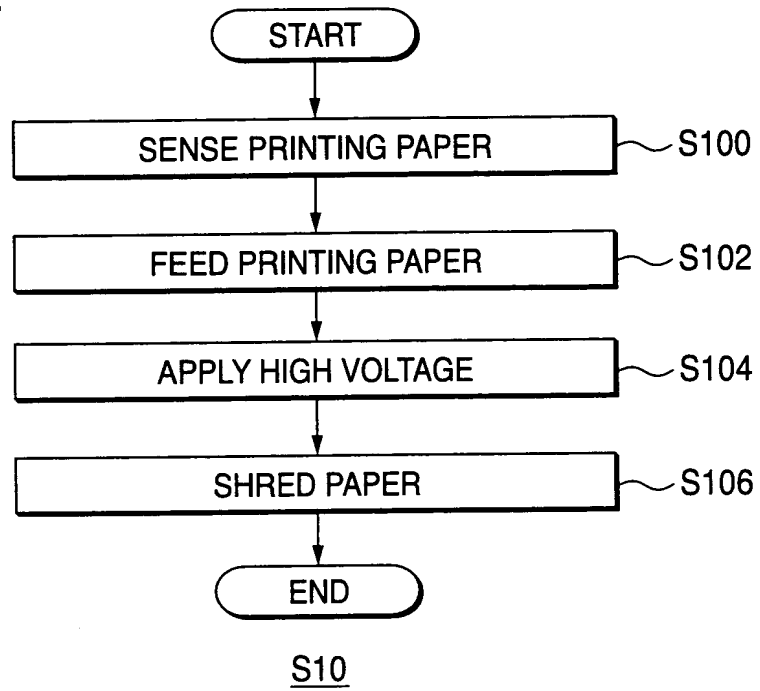 START
SENSE PRINTING PAPER
S100
FEED PRINTING PAPER
S102
APPLY HIGH VOLTAGE
S104
SHRED PAPER
S106
END
S10